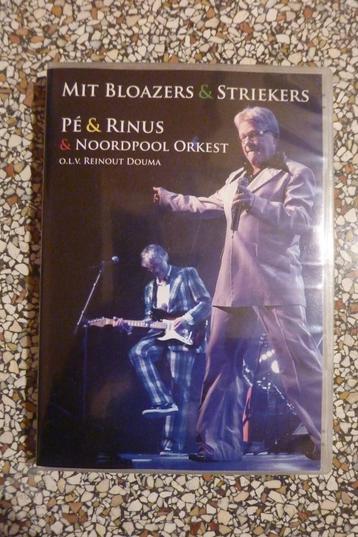 MIT BLOAZERS & STRIEKERS
PÉ & RINUS
& NOORDPOOL ORKEST
O.L.V. REINOUT DOUMA